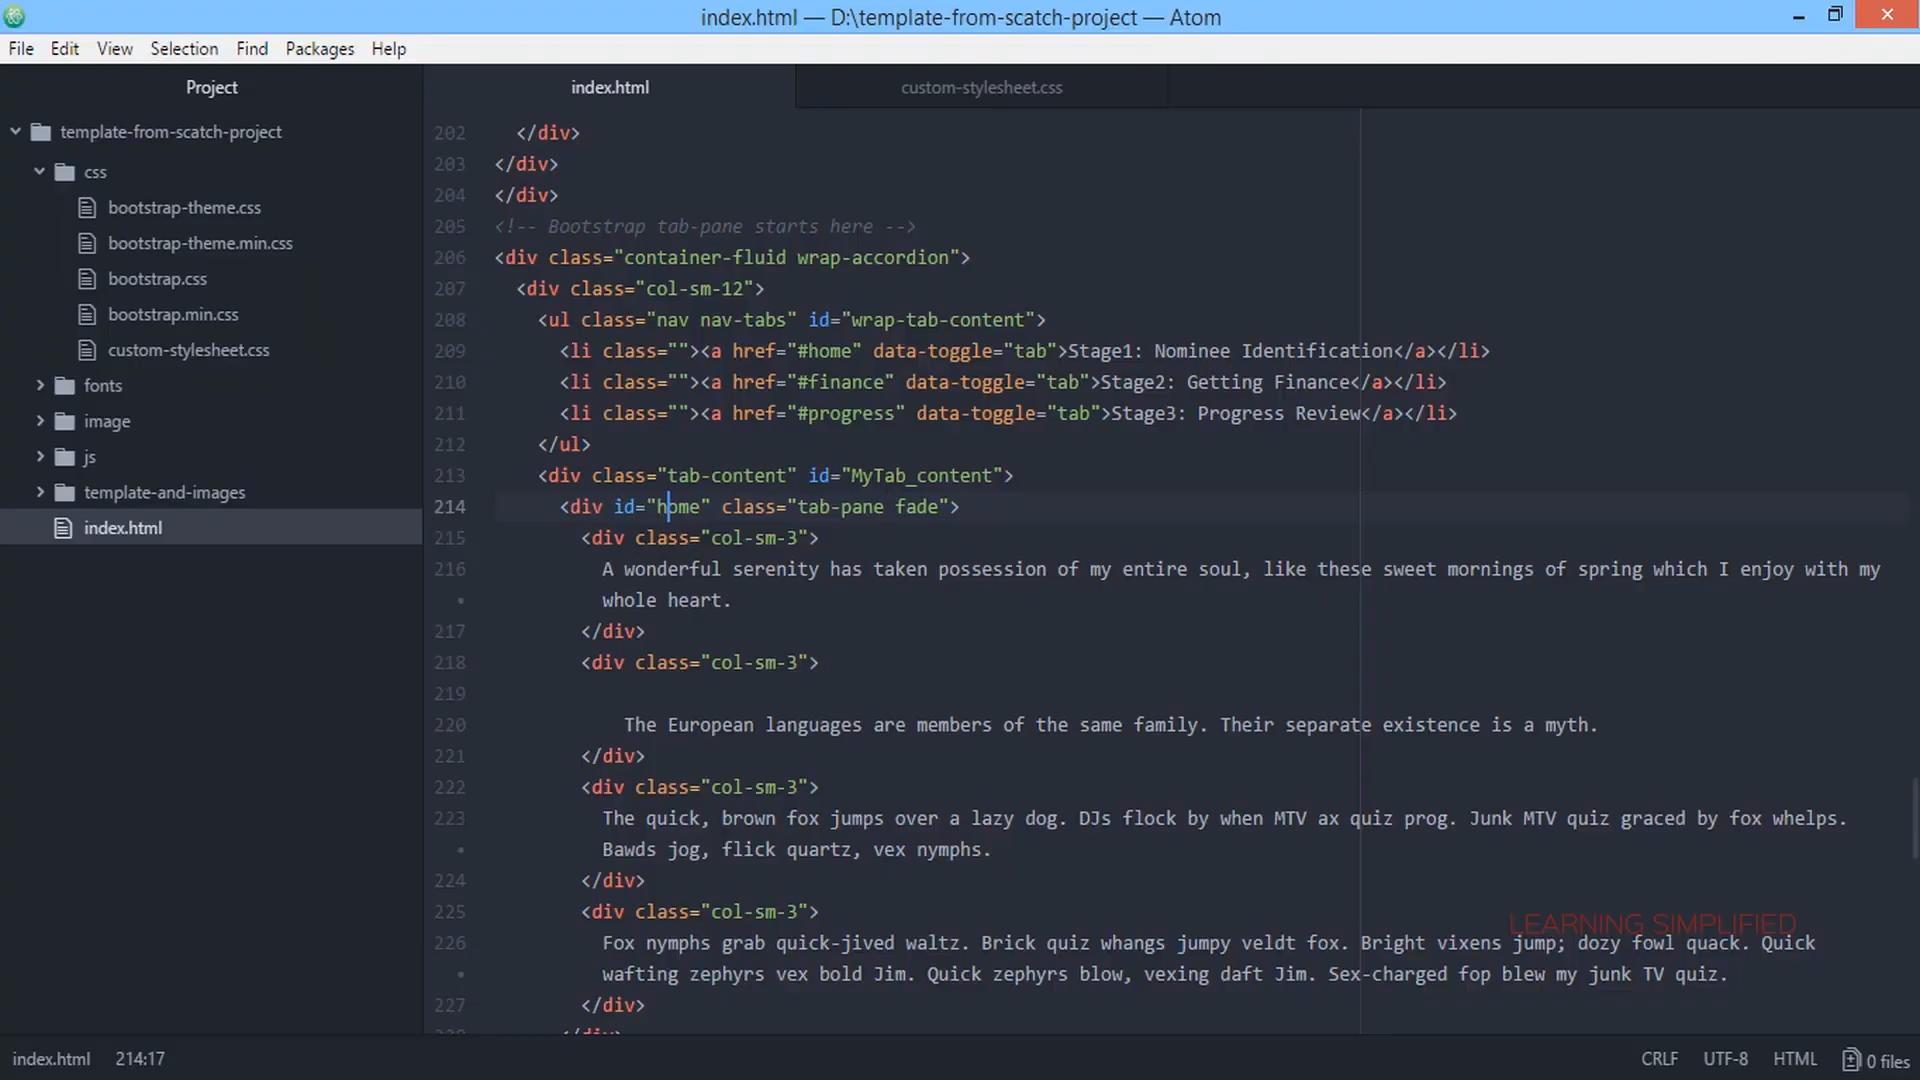 index.html — D:\template-from-scatch-project — Atom
File Edit View Selection Find Packages Help
Project
template-from-scatch-project
css
bootstrap-theme.css
bootstrap-theme.min.css
bootstrap.css
bootstrap.min.css
custom-stylesheet.css
fonts
image
js
template-and-images
index.html
index.html custom-stylesheet.css
202 </div>
203 </div>
204 </div>
205 <!-- Bootstrap tab-pane starts here -->
206 <div class="container-fluid wrap-accordion">
207 <div class="col-sm-12">
208 <ul class="nav nav-tabs" id="wrap-tab-content">
209 <li class=""><a href="#home" data-toggle="tab">Stage1: Nominee Identification</a></li>
210 <li class=""><a href="#finance" data-toggle="tab">Stage2: Getting Finance</a></li>
211 <li class=""><a href="#progress" data-toggle="tab">Stage3: Progress Review</a></li>
212 </ul>
213 <div class="tab-content" id="MyTab_content">
214 <div id="home" class="tab-pane fade">
215 <div class="col-sm-3">
216 A wonderful serenity has taken possession of my entire soul, like these sweet mornings of spring which I enjoy with my
• whole heart.
217 </div>
218 <div class="col-sm-3">
219
220 The European languages are members of the same family. Their separate existence is a myth.
221 </div>
222 <div class="col-sm-3">
223 The quick, brown fox jumps over a lazy dog. DJs flock by when MTV ax quiz prog. Junk MTV quiz graced by fox whelps.
• Bawds jog, flick quartz, vex nymphs.
224 </div>
225 <div class="col-sm-3">
LEARNING SIMPLIFIED
226 Fox nymphs grab quick-jived waltz. Brick quiz whangs jumpy veldt fox. Bright vixens jump; dozy fowl quack. Quick
• wafting zephyrs vex bold Jim. Quick zephyrs blow, vexing daft Jim. Sex-charged fop blew my junk TV quiz.
227 </div>
index.html 214:17 CRLF UTF-8 HTML 0 files